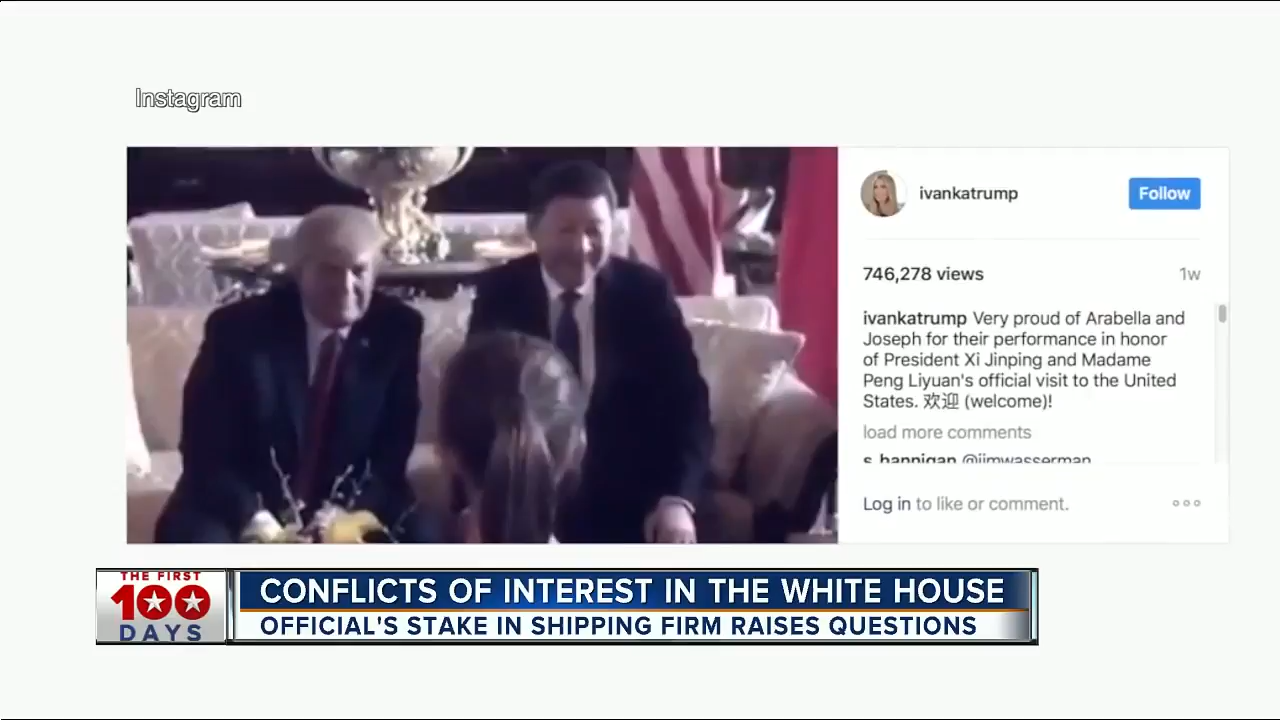 Instagram
ivankatrump
Follow
746,278 views
1w
ivankatrump Very proud of Arabella and
Joseph for their performance in honor
of President Xi Jinping and Madame
Peng Liyuan's official visit to the United
States. 欢迎 (welcome)!
load more comments
s_hannigan @jimwasserman
Log in to like or comment.
THE FIRST
100
DAYS
CONFLICTS OF INTEREST IN THE WHITE HOUSE
OFFICIAL'S STAKE IN SHIPPING FIRM RAISES QUESTIONS